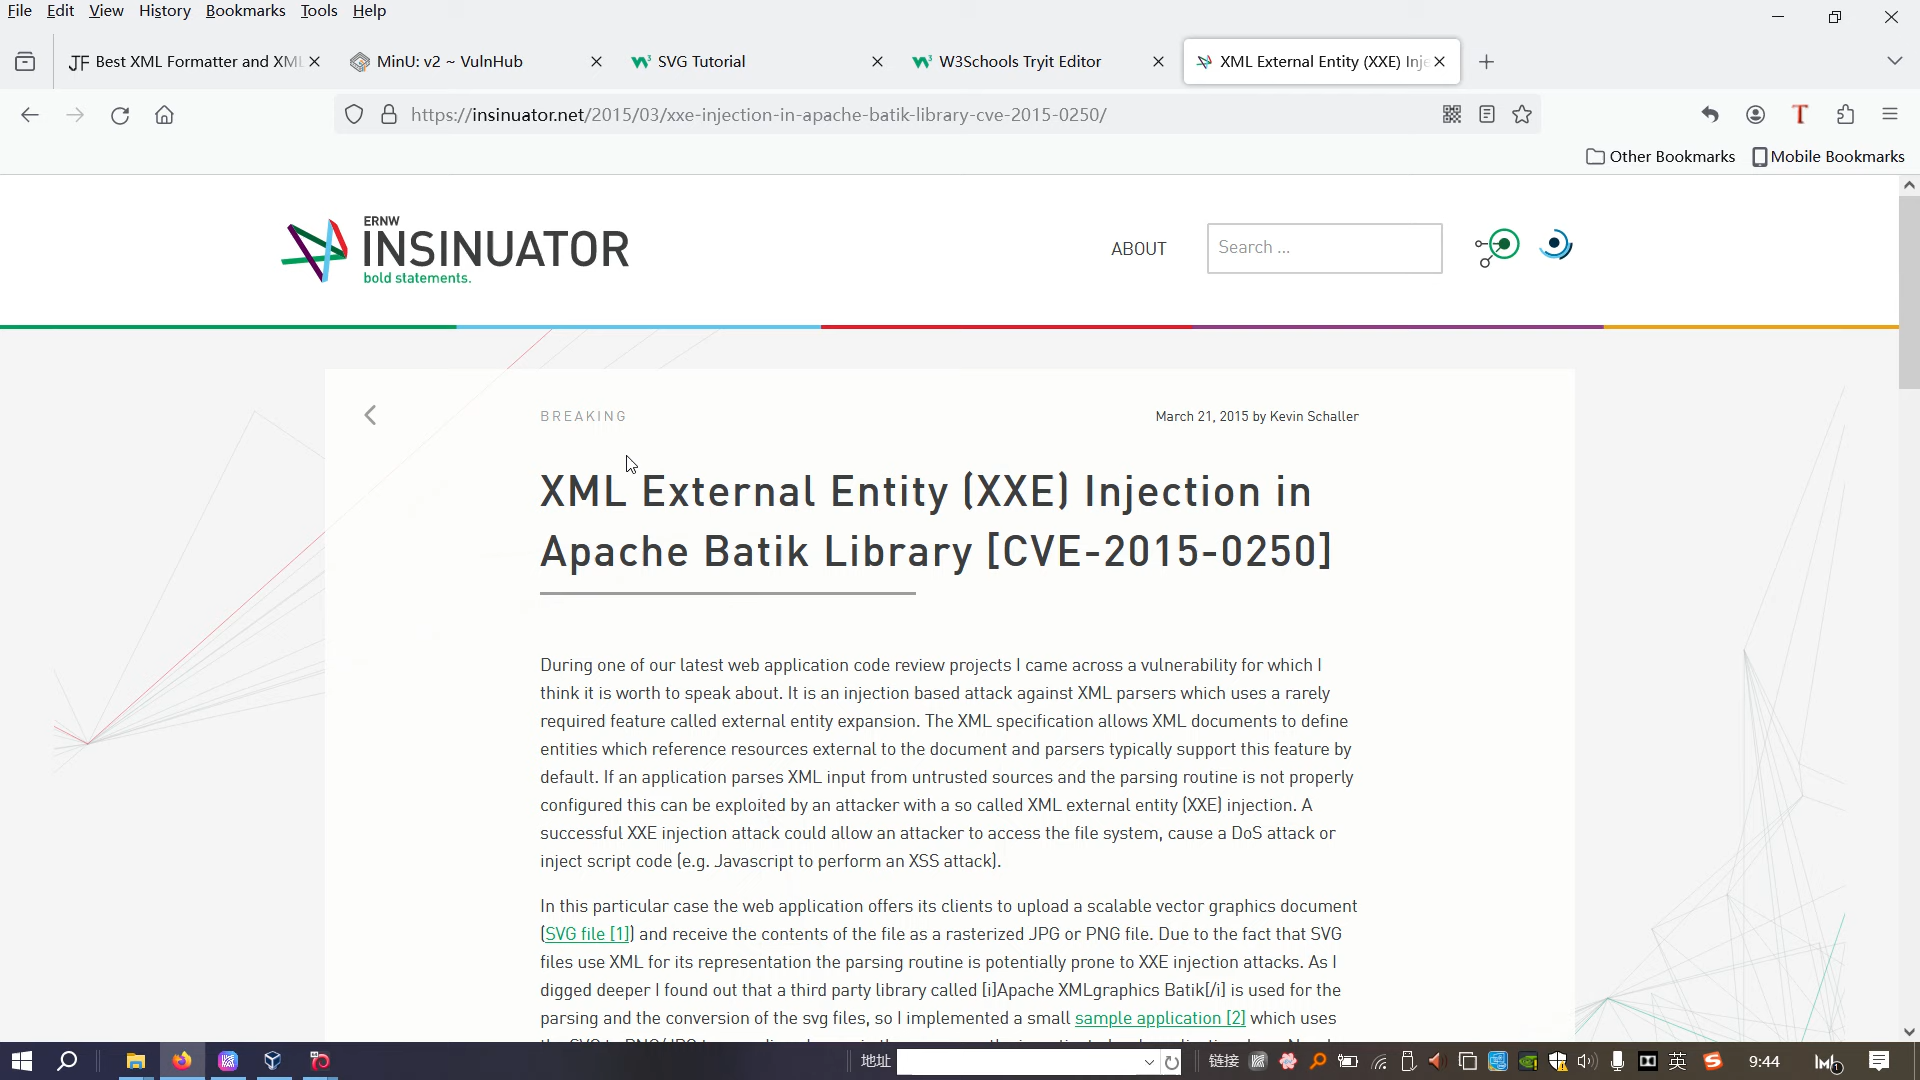 File Edit View History Bookmarks Tools Help
Best XML Formatter and XML
MinU: v2 ~ VulnHub
SVG Tutorial
W3Schools Tryit Editor
XML External Entity (XXE) Inje
https://insinuator.net/2015/03/xxe-injection-in-apache-batik-library-cve-2015-0250/
Other Bookmarks Mobile Bookmarks
ERNW
INSINUATOR
bold statements.
ABOUT
Search ...
BREAKING
March 21, 2015 by Kevin Schaller
XML External Entity (XXE) Injection in
Apache Batik Library [CVE-2015-0250]
During one of our latest web application code review projects I came across a vulnerability for which I
think it is worth to speak about. It is an injection based attack against XML parsers which uses a rarely
required feature called external entity expansion. The XML specification allows XML documents to define
entities which reference resources external to the document and parsers typically support this feature by
default. If an application parses XML input from untrusted sources and the parsing routine is not properly
configured this can be exploited by an attacker with a so called XML external entity (XXE) injection. A
successful XXE injection attack could allow an attacker to access the file system, cause a DoS attack or
inject script code (e.g. Javascript to perform an XSS attack).
In this particular case the web application offers its clients to upload a scalable vector graphics document
(SVG file [1]) and receive the contents of the file as a rasterized JPG or PNG file. Due to the fact that SVG
files use XML for its representation the parsing routine is potentially prone to XXE injection attacks. As I
digged deeper I found out that a third party library called [i]Apache XMLgraphics Batik[/i] is used for the
parsing and the conversion of the svg files, so I implemented a small sample application [2] which uses
地址
链接
英
9:44